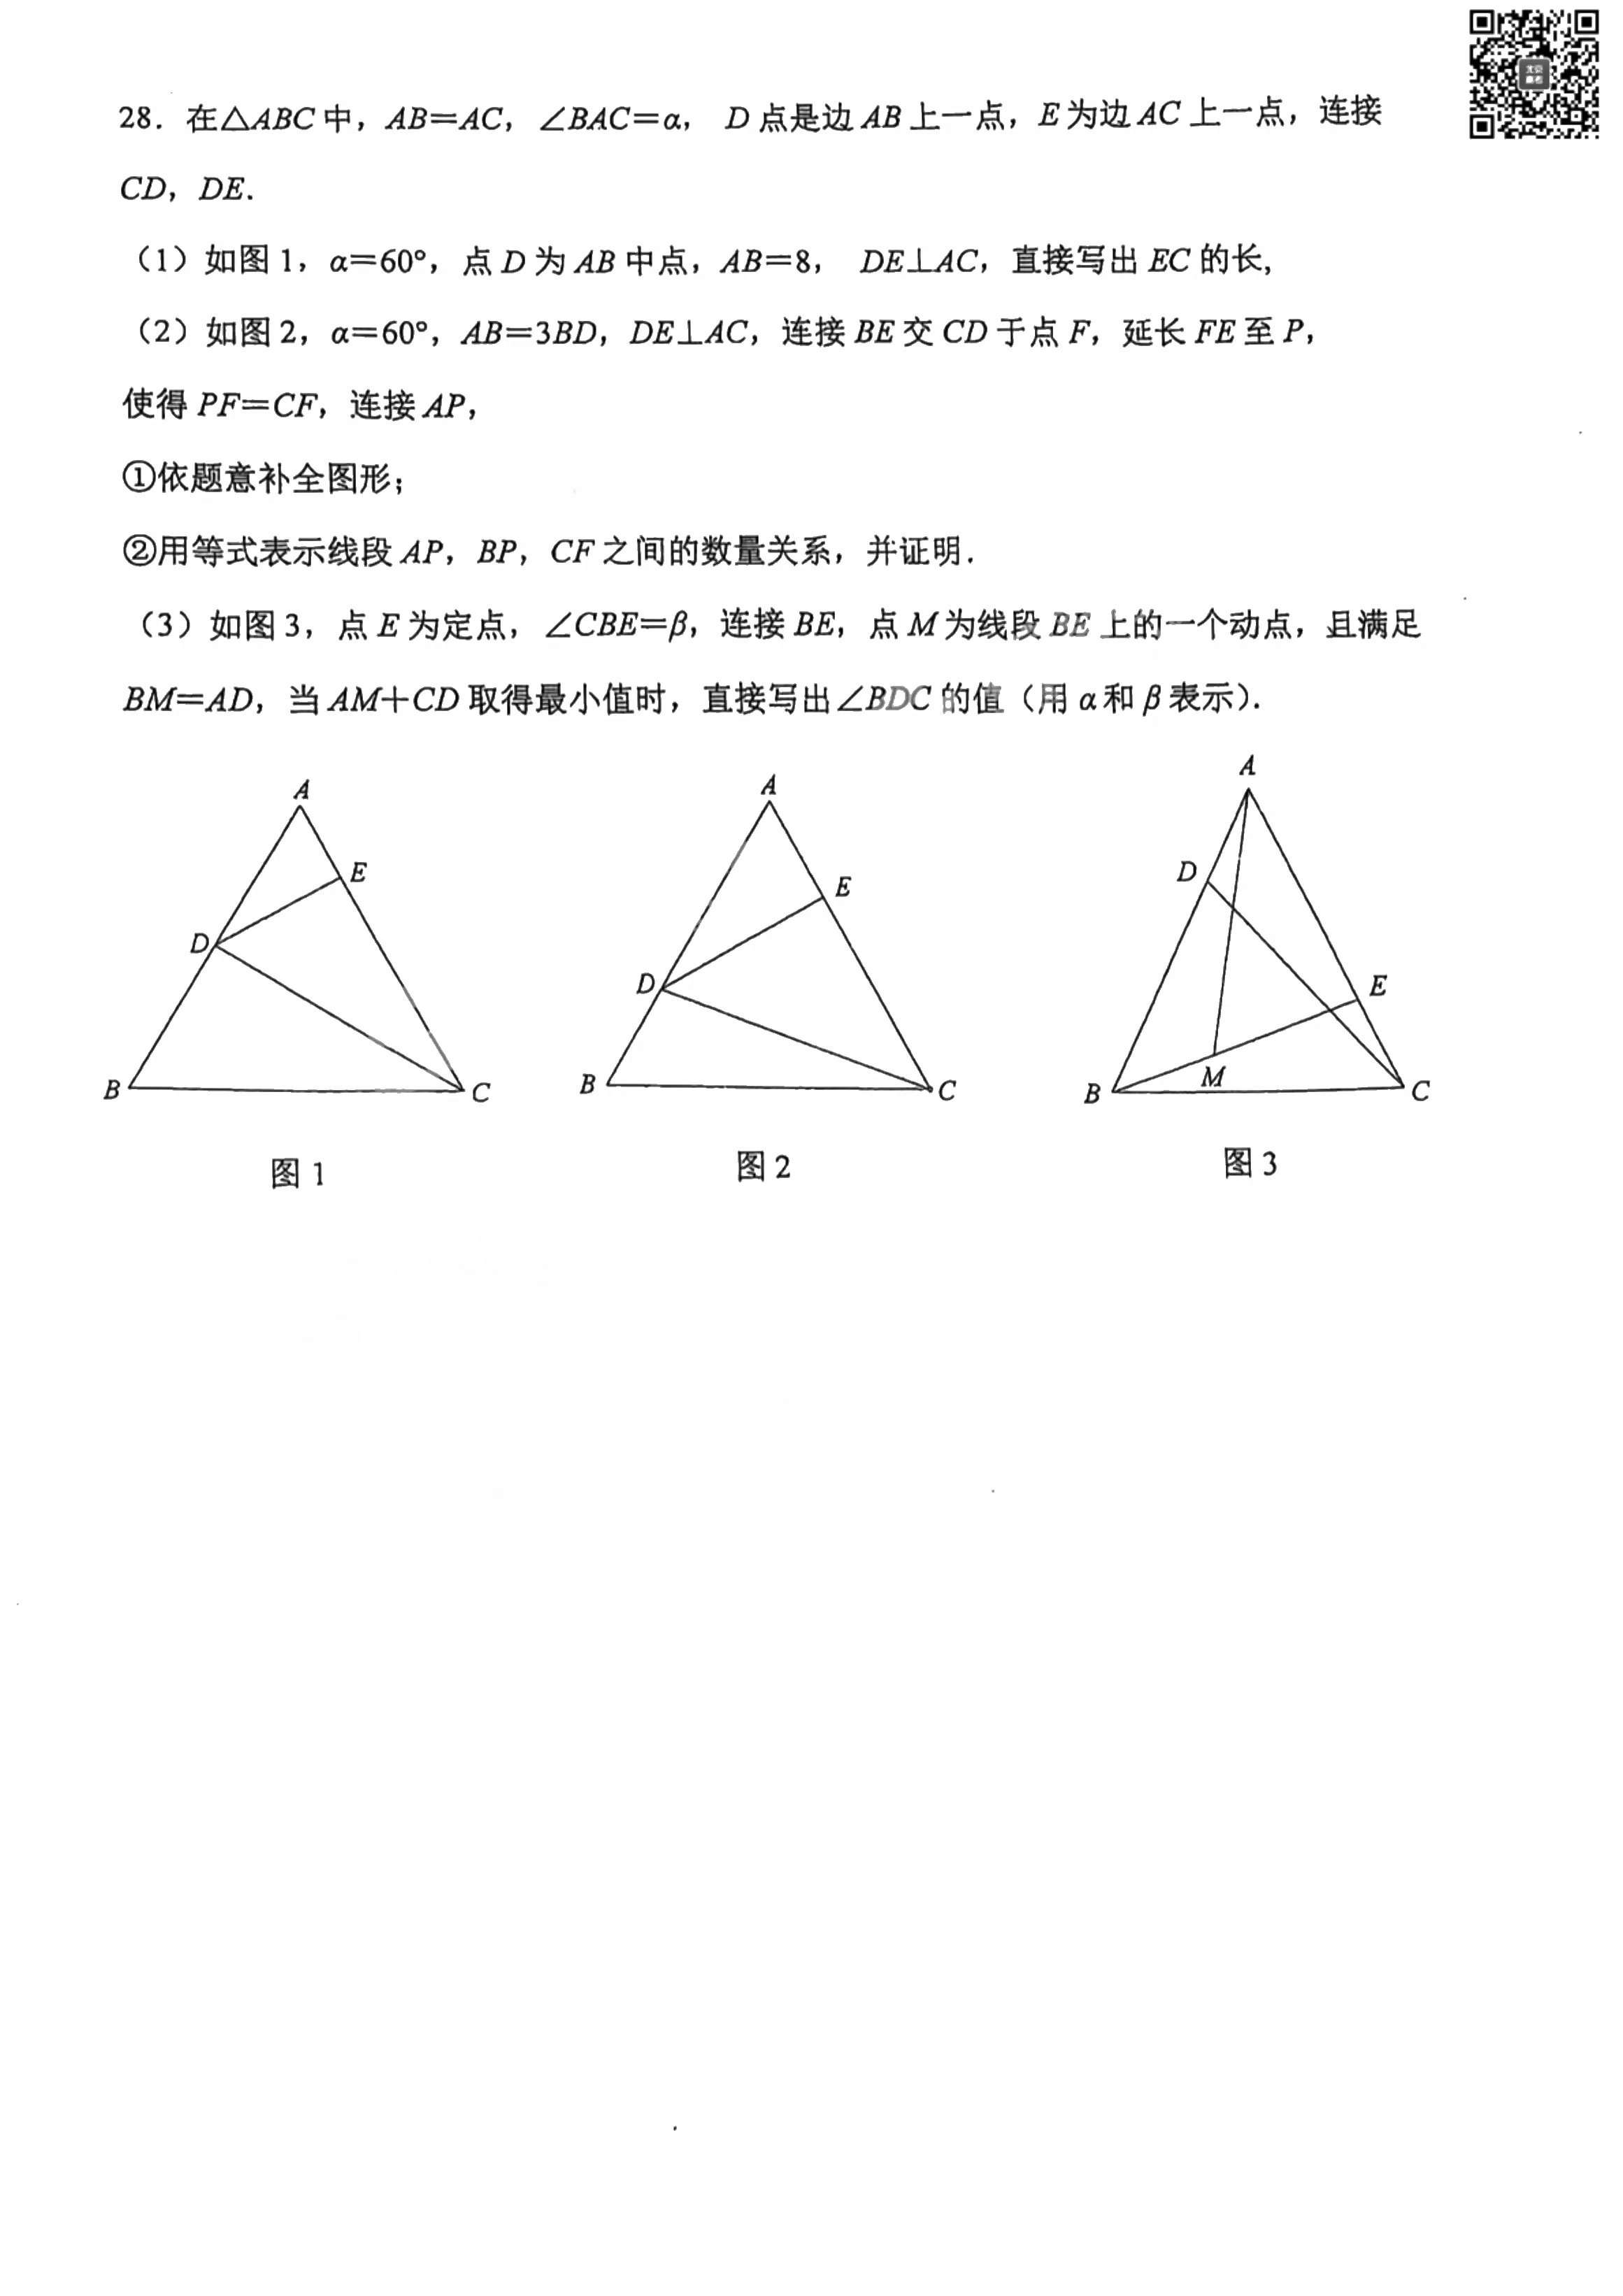 28. 在△ABC中，AB=AC，∠BAC=α， D点是边AB上一点，E为边AC上一点，连接
CD，DE.
（1）如图1，α=60°，点D为AB中点，AB=8， DE⊥AC，直接写出EC的长,
（2）如图2，α=60°，AB=3BD，DE⊥AC，连接BE交CD于点F，延长FE至P，
使得PF=CF，连接AP，
①依题意补全图形；
②用等式表示线段AP，BP，CF之间的数量关系，并证明.
（3）如图3，点E为定点，∠CBE=β，连接BE，点M为线段BE上的一个动点，且满足
BM=AD，当AM+CD取得最小值时，直接写出∠BDC的值（用α和β表示）.
A
E
D
B
C
图1
A
E
D
B
C
图2
A
D
E
M
B
C
图3